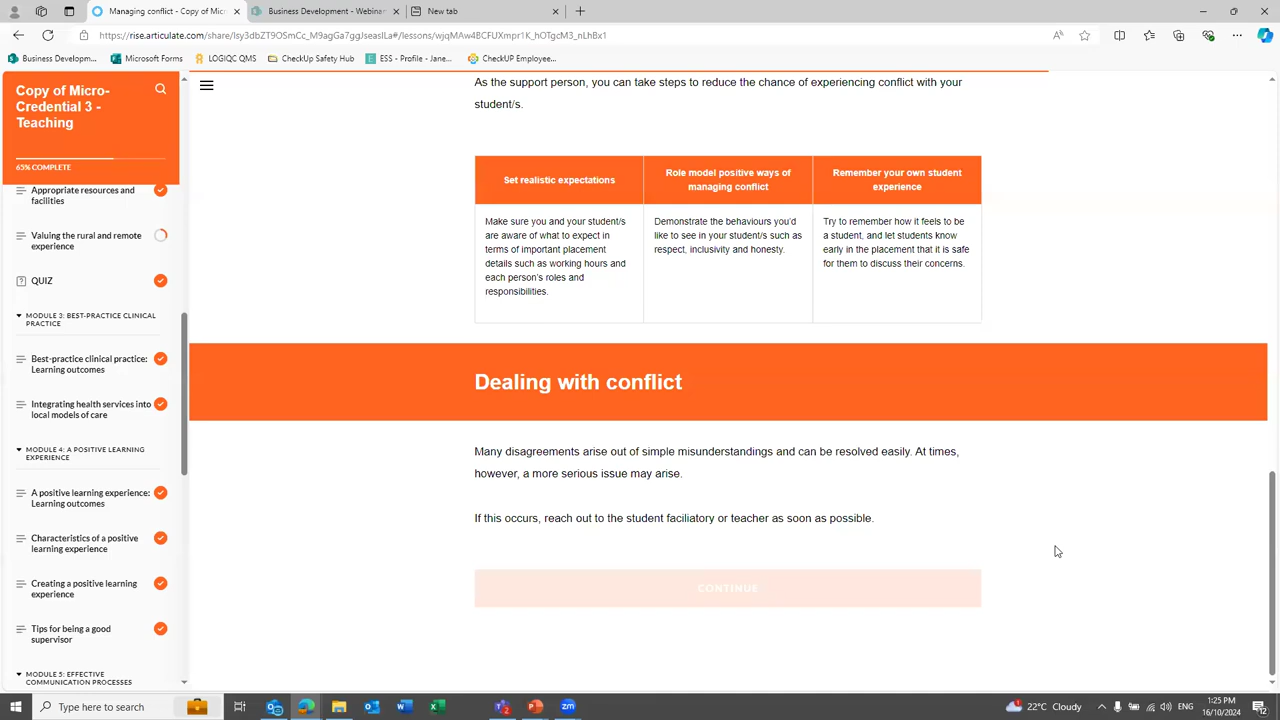 Managing conflict - Copy of Micro-
Business Development - Webinar
New tab
https://rise.articulate.com/share/Isy3dbZT9OSmCc_M9agGa7ggJseasILa#/lessons/wjqMAw4BCFUXmpr1K_hOTgcM3_nLhBx1
Business Developm...
Microsoft Forms
LOGIQC QMS
CheckUp Safety Hub
ESS - Profile - Jane...
CheckUP Employee...
Copy of Micro-
Credential 3 -
Teaching
65% COMPLETE
Appropriate resources and
facilities
Valuing the rural and remote
experience
QUIZ
MODULE 3: BEST-PRACTICE CLINICAL
PRACTICE
Best-practice clinical practice:
Learning outcomes
Integrating health services into
local models of care
MODULE 4: A POSITIVE LEARNING
EXPERIENCE
A positive learning experience:
Learning outcomes
Characteristics of a positive
learning experience
Creating a positive learning
experience
Tips for being a good
supervisor
MODULE 5: EFFECTIVE
COMMUNICATION PROCESSES
As the support person, you can take steps to reduce the chance of experiencing conflict with your
student/s.
Set realistic expectations
Make sure you and your student/s
are aware of what to expect in
terms of important placement
details such as working hours and
each person's roles and
responsibilities.
Role model positive ways of
managing conflict
Demonstrate the behaviours you'd
like to see in your student/s such as
respect, inclusivity and honesty.
Remember your own student
experience
Try to remember how it feels to be
a student, and let students know
early in the placement that it is safe
for them to discuss their concerns.
Dealing with conflict
Many disagreements arise out of simple misunderstandings and can be resolved easily. At times,
however, a more serious issue may arise.
If this occurs, reach out to the student faciliatory or teacher as soon as possible.
CONTINUE
Type here to search
22°C Cloudy
1:25 PM
16/10/2024